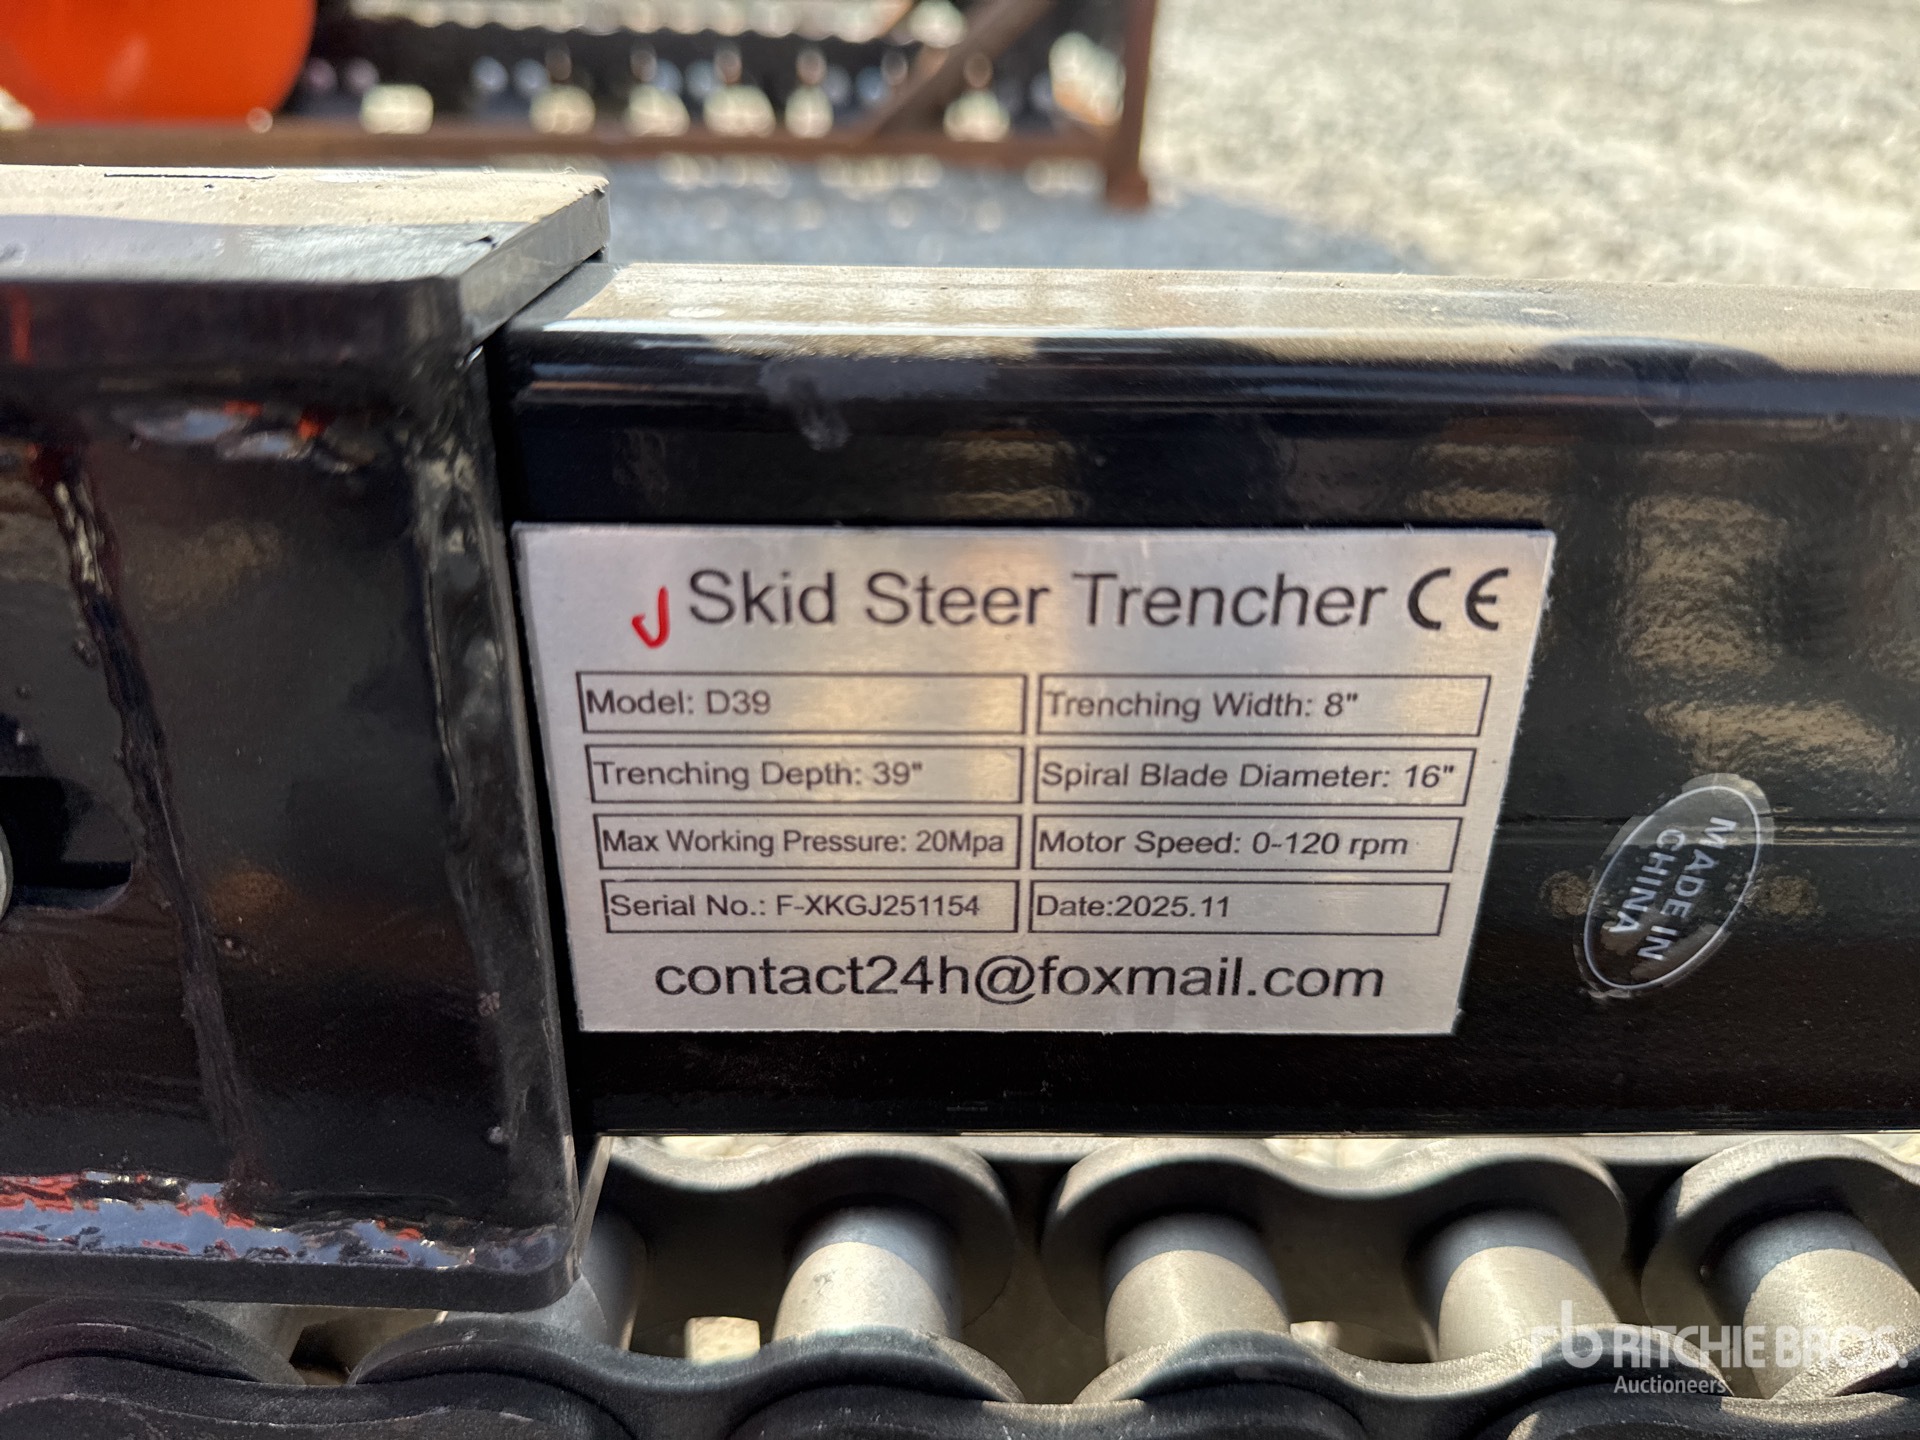 Skid Steer Trencher CE
Model: D39
Trenching Width: 8"
Trenching Depth: 39"
Spiral Blade Diameter: 16"
Max Working Pressure: 20Mpa
Motor Speed: 0-120 rpm
Serial No.: F-XKGJ251154
Date:2025.11
contact24h@foxmail.com
MADE IN
CHINA
rb RITCHIE BROS.
Auctioneers